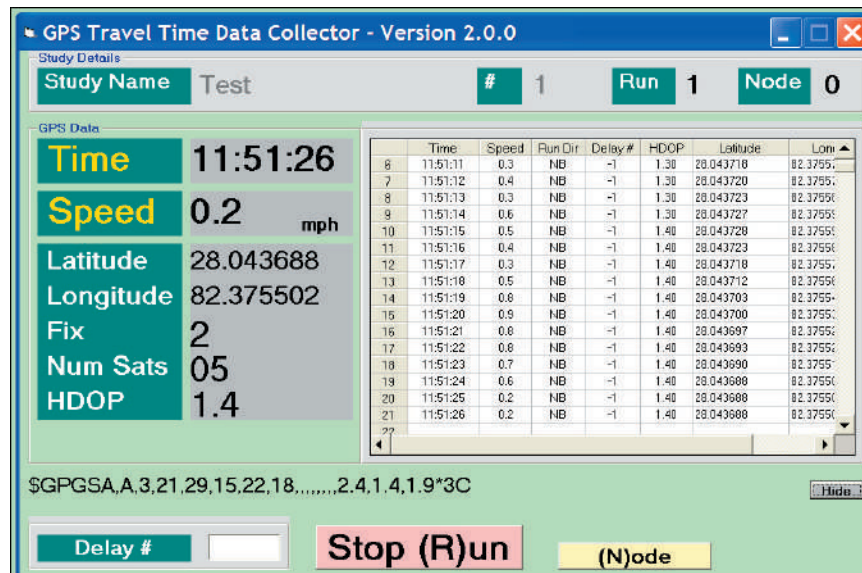 GPS Travel Time Data Collector - Version 2.0.0
Study Details
Study Name Test # 1 Run 1 Node 0
GPS Data
Time 11:51:26
Speed 0.2 mph
Latitude 28.043688
Longitude 82.375502
Fix 2
Num Sats 05
HDOP 1.4
Time Speed Run Dir Delay # HDOP Latitude
6 11:51:11 0.3 NB -1 1.30 28.043718
7 11:51:12 0.4 NB -1 1.30 28.043720
8 11:51:13 0.3 NB -1 1.30 28.043723
9 11:51:14 0.6 NB -1 1.30 28.043727
10 11:51:15 0.5 NB -1 1.40 28.043728
11 11:51:16 0.4 NB -1 1.40 28.043723
12 11:51:17 0.3 NB -1 1.40 28.043718
13 11:51:18 0.5 NB -1 1.40 28.043712
14 11:51:19 0.8 NB -1 1.40 28.043703
15 11:51:20 0.9 NB -1 1.40 28.043700
16 11:51:21 0.8 NB -1 1.40 28.043697
17 11:51:22 0.8 NB -1 1.40 28.043693
18 11:51:23 0.7 NB -1 1.40 28.043690
19 11:51:24 0.6 NB -1 1.40 28.043688
20 11:51:25 0.2 NB -1 1.40 28.043688
21 11:51:26 0.2 NB -1 1.40 28.043688
22
$GPGSA,A,3,21,29,15,22,18,,,,,,,,2.4,1.4,1.9*3C
Hide
Delay #
Stop (R)un
(N)ode